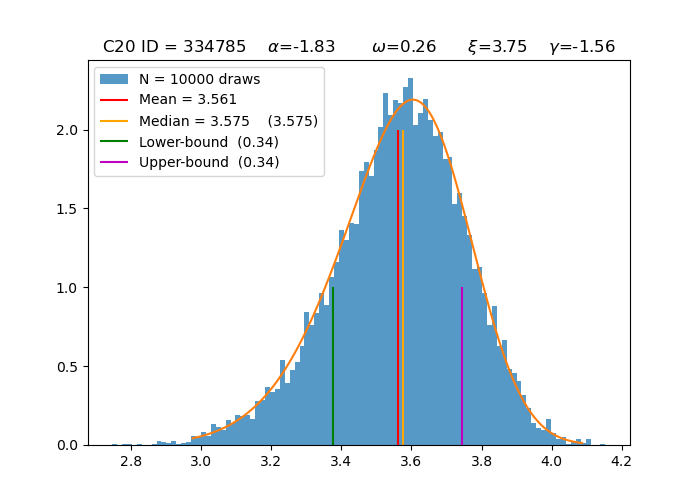 C20 ID = 334785 α=-1.83 ω=0.26 ξ=3.75 γ=-1.56
N = 10000 draws
Mean = 3.561
Median = 3.575 (3.575)
Lower-bound (0.34)
Upper-bound (0.34)
2.0
1.5
1.0
0.5
0.0
2.8 3.0 3.2 3.4 3.6 3.8 4.0 4.2